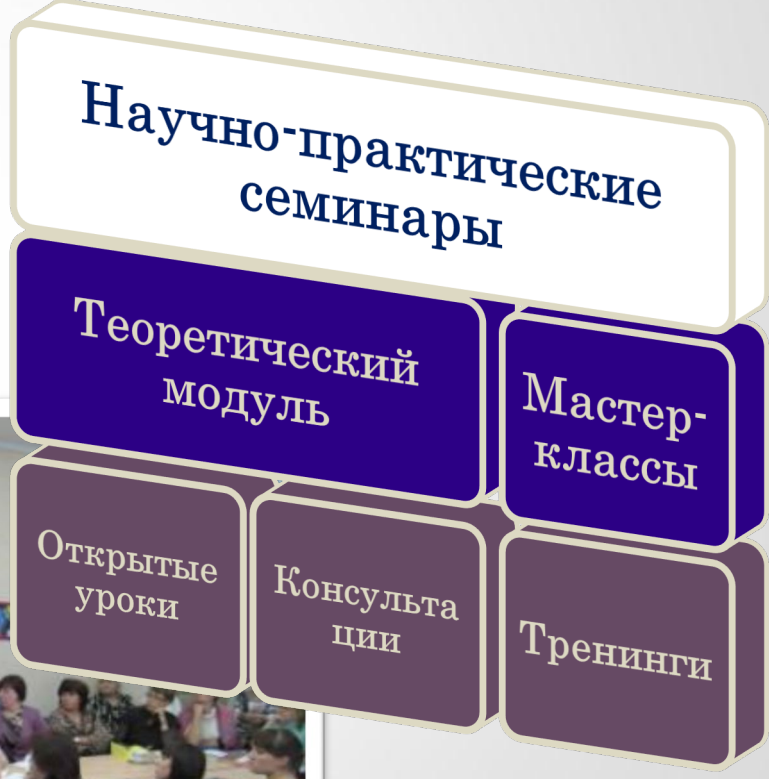 Научно-практические
семинары
Теоретический
модуль
Мастер-
классы
Открытые
уроки
Консульта
ции
Тренинги